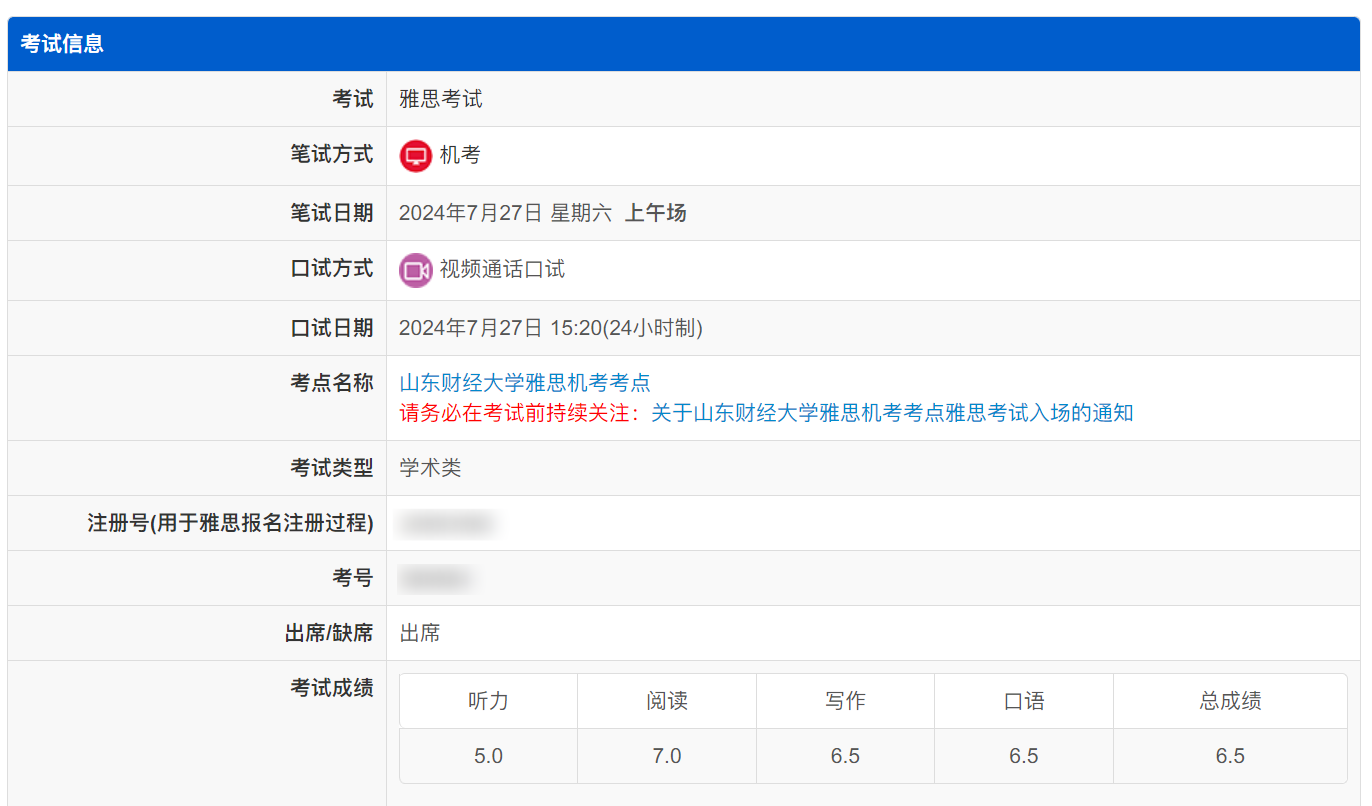 考试信息
考试 雅思考试
笔试方式 机考
笔试日期 2024年7月27日 星期六 上午场
口试方式 视频通话口试
口试日期 2024年7月27日 15:20(24小时制)
考点名称 山东财经大学雅思机考考点
请务必在考试前持续关注：关于山东财经大学雅思机考考点雅思考试入场的通知
考试类型 学术类
注册号(用于雅思报名注册过程)
考号
出席/缺席 出席
考试成绩 听力 阅读 写作 口语 总成绩
5.0 7.0 6.5 6.5 6.5